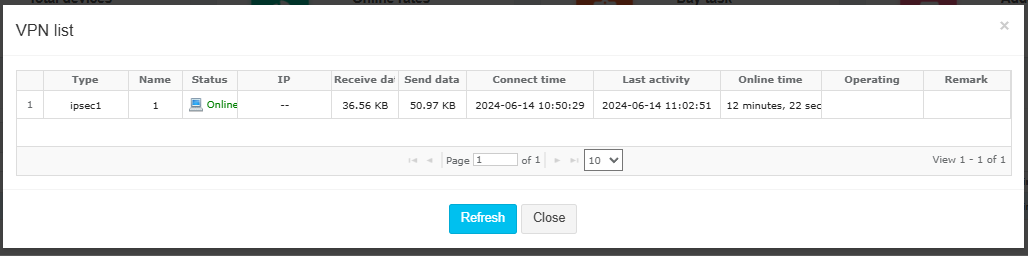 VPN list
×
Type Name Status IP Receive dat Send data Connect time Last activity Online time Operating Remark
1 ipsec1 1 Online -- 36.56 KB 50.97 KB 2024-06-14 10:50:29 2024-06-14 11:02:51 12 minutes, 22 sec
Page 1 of 1 10 View 1 - 1 of 1
Refresh Close